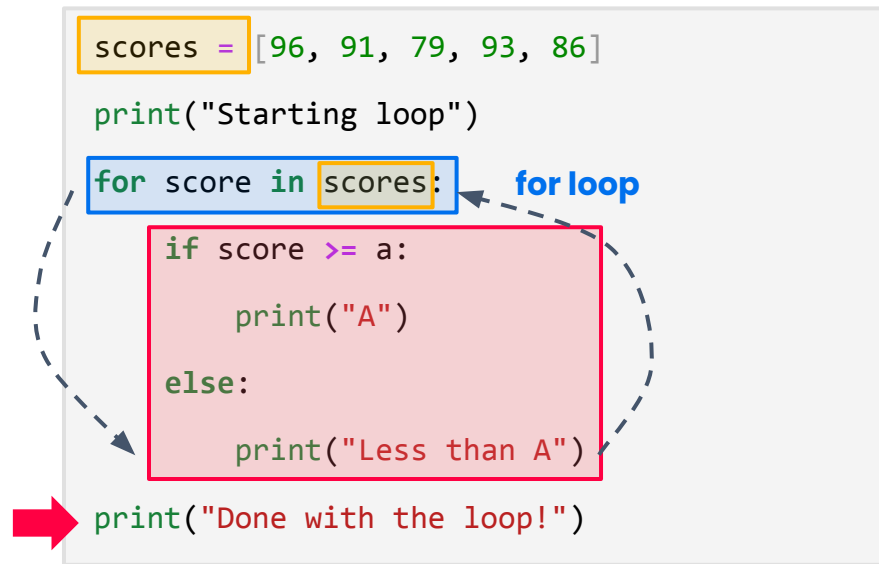 scores = [96, 91, 79, 93, 86]
print("Starting loop")
for score in scores: for loop
    if score >= a:
        print("A")
    else:
        print("Less than A")
print("Done with the loop!")